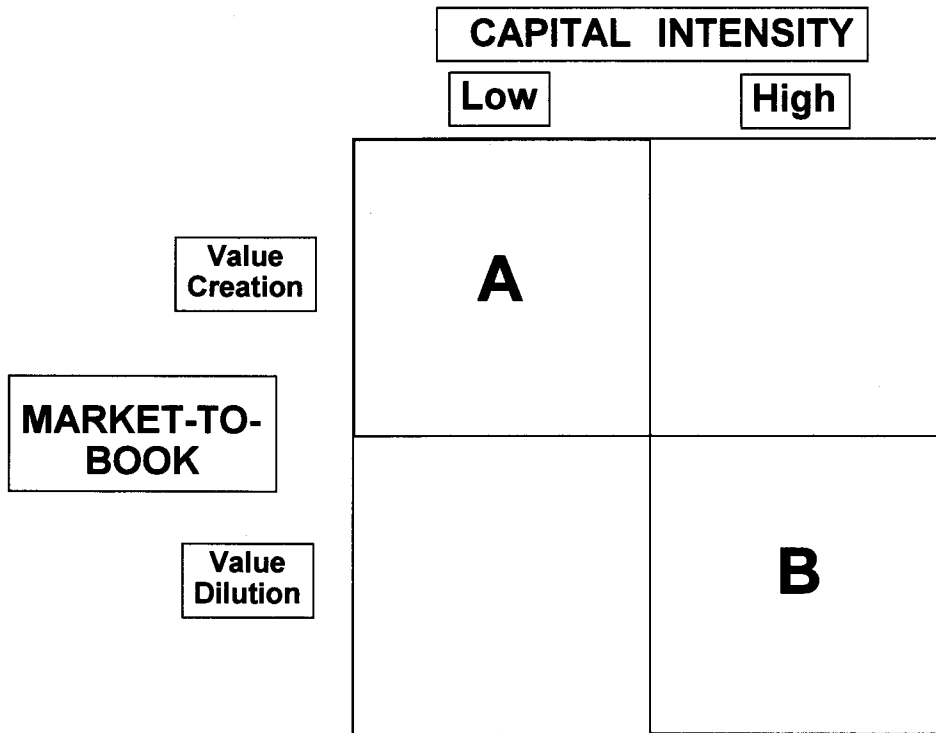 CAPITAL INTENSITY
Low
High
Value
Creation
A
MARKET-TO-
BOOK
Value
Dilution
B